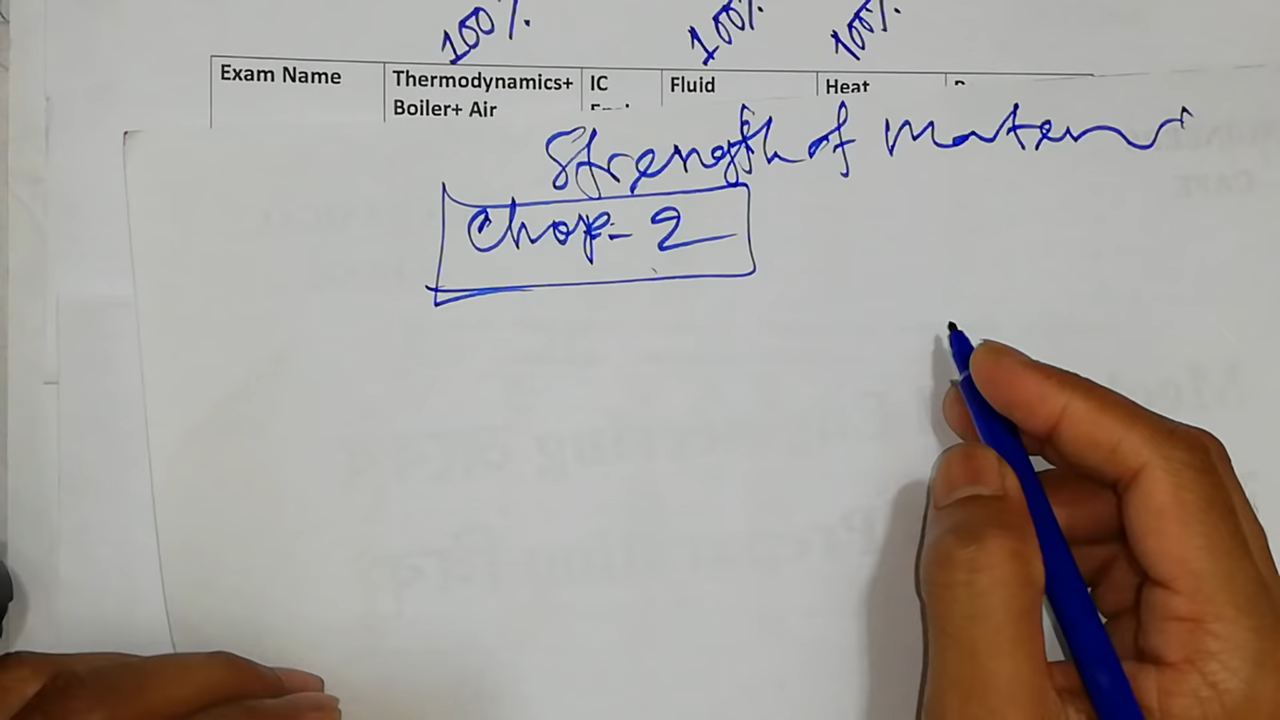 100% 100% 100%
Exam Name Thermodynamics+ IC Fluid Heat
Boiler+ Air
Strength of Materi
Chap-2